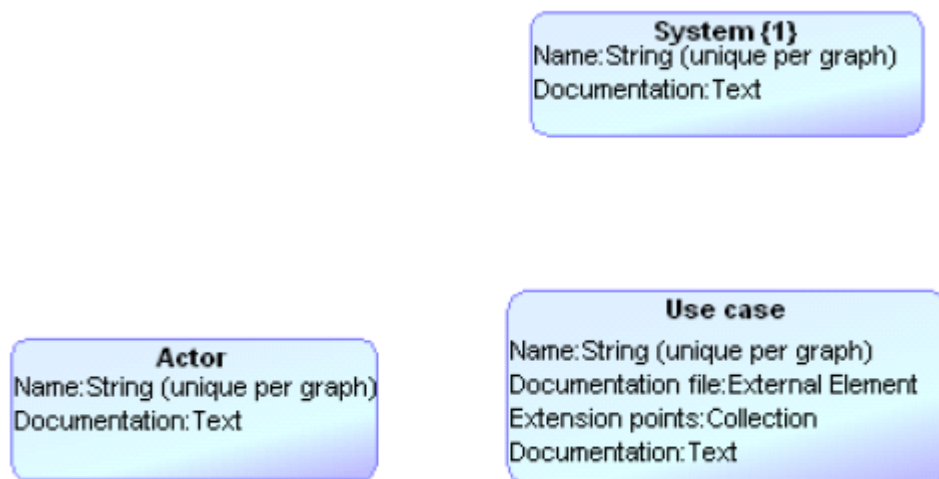 System {1}
Name:String (unique per graph)
Documentation:Text
Actor
Name:String (unique per graph)
Documentation:Text
Use case
Name:String (unique per graph)
Documentation file:External Element
Extension points:Collection
Documentation:Text